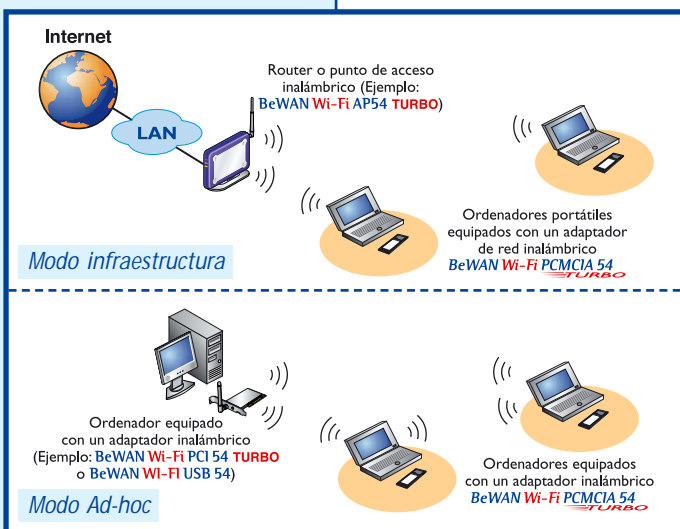 Internet
LAN
Router o punto de acceso
inalámbrico (Ejemplo:
BeWAN Wi-Fi AP54 TURBO)
Ordenadores portátiles
equipados con un adaptador
de red inalámbrico
BeWAN Wi-Fi PCMCIA 54
TURBO
Modo infraestructura
Ordenador equipado
con un adaptador inalámbrico
(Ejemplo: BeWAN Wi-Fi PCI 54 TURBO
o BeWAN WI-FI USB 54)
Ordenadores equipados
con un adaptador inalámbrico
BeWAN Wi-Fi PCMCIA 54
TURBO
Modo Ad-hoc